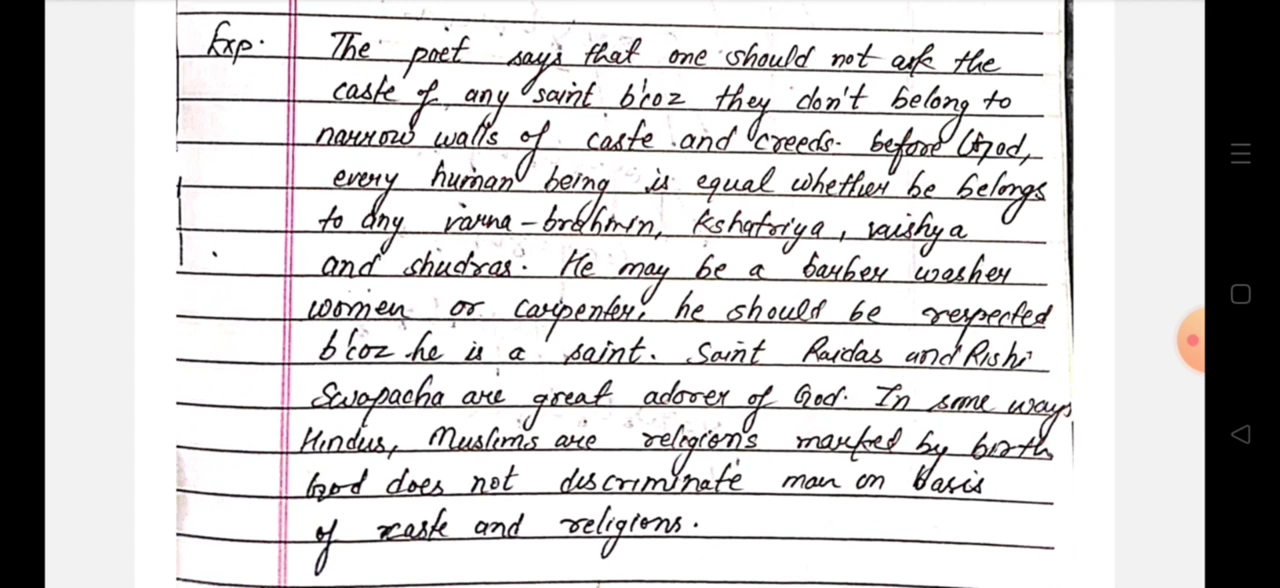 Exp. The poet says that one should not ask the
caste of any saint b'coz they don't belong to
narrow walls of caste and creeds. before God,
every human being is equal whether be belongs
to any varna - brahmin, Kshatriya, vaishya
and shudras. He may be a barber washer
women or carpenter, he should be respected
b'coz he is a saint. Saint Raidas and Rishi
Swapacha are great adorer of God. In some ways
Hindus, Muslims are religions marked by birth
God does not discriminate man on basis
of caste and religions.